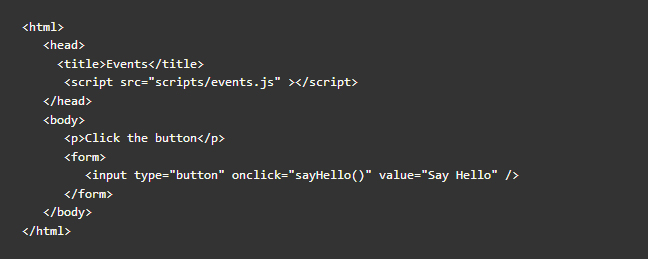 <html>
<head>
<title>Events</title>
<script src="scripts/events.js" ></script>
</head>
<body>
<p>Click the button</p>
<form>
<input type="button" onclick="sayHello()" value="Say Hello" />
</form>
</body>
</html>